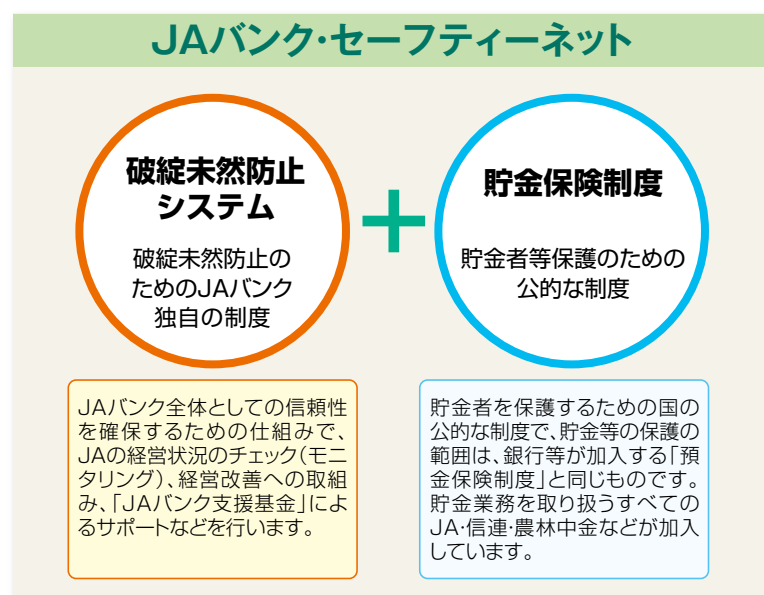 JAバンク・セーフティーネット
破綻未然防止
システム
破綻未然防止の
ためのJAバンク
独自の制度
+
貯金保険制度
貯金者等保護のための
公的な制度
JAバンク全体としての信頼性
を確保するための仕組みで、
JAの経営状況のチェック（モニ
タリング）、経営改善への取組
み、「JAバンク支援基金」によ
るサポートなどを行います。
貯金者を保護するための国の
公的な制度で、貯金等の保護の
範囲は、銀行等が加入する「預
金保険制度」と同じものです。
貯金業務を取り扱うすべての
JA・信連・農林中金などが加入
しています。